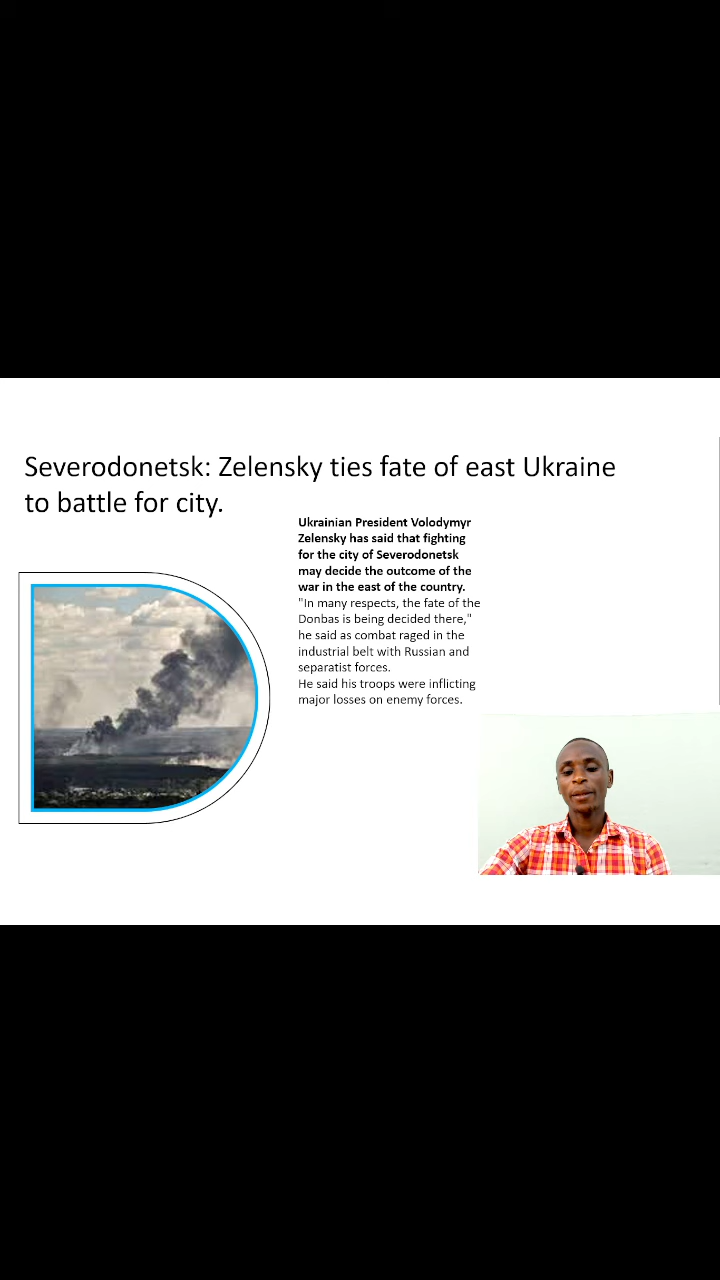 Severodonetsk: Zelensky ties fate of east Ukraine
to battle for city.
Ukrainian President Volodymyr
Zelensky has said that fighting
for the city of Severodonetsk
may decide the outcome of the
war in the east of the country.
"In many respects, the fate of the
Donbas is being decided there,"
he said as combat raged in the
industrial belt with Russian and
separatist forces.
He said his troops were inflicting
major losses on enemy forces.